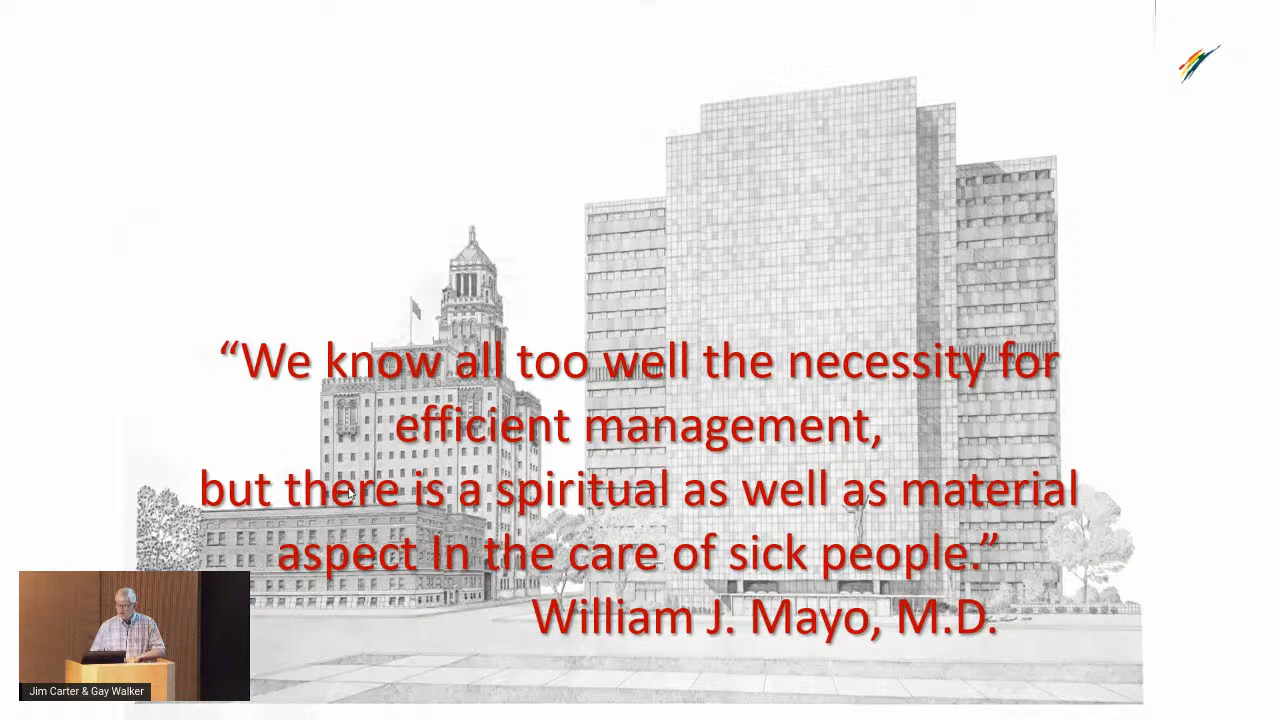 “We know all too well the necessity for
efficient management,
but there is a spiritual as well as material
aspect In the care of sick people.”
William J. Mayo, M.D.
Jim Carter & Gay Walker